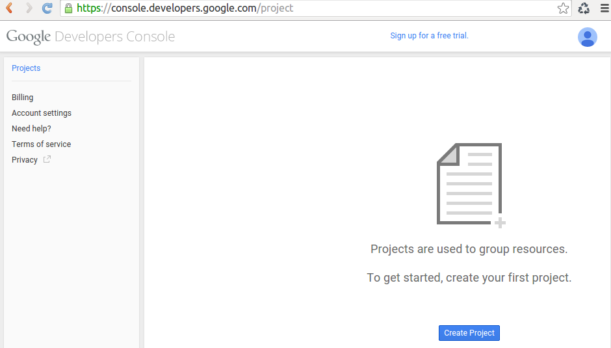 https://console.developers.google.com/project
Google Developers Console
Sign up for a free trial.
Projects
Billing
Account settings
Need help?
Terms of service
Privacy
Projects are used to group resources.
To get started, create your first project.
Create Project